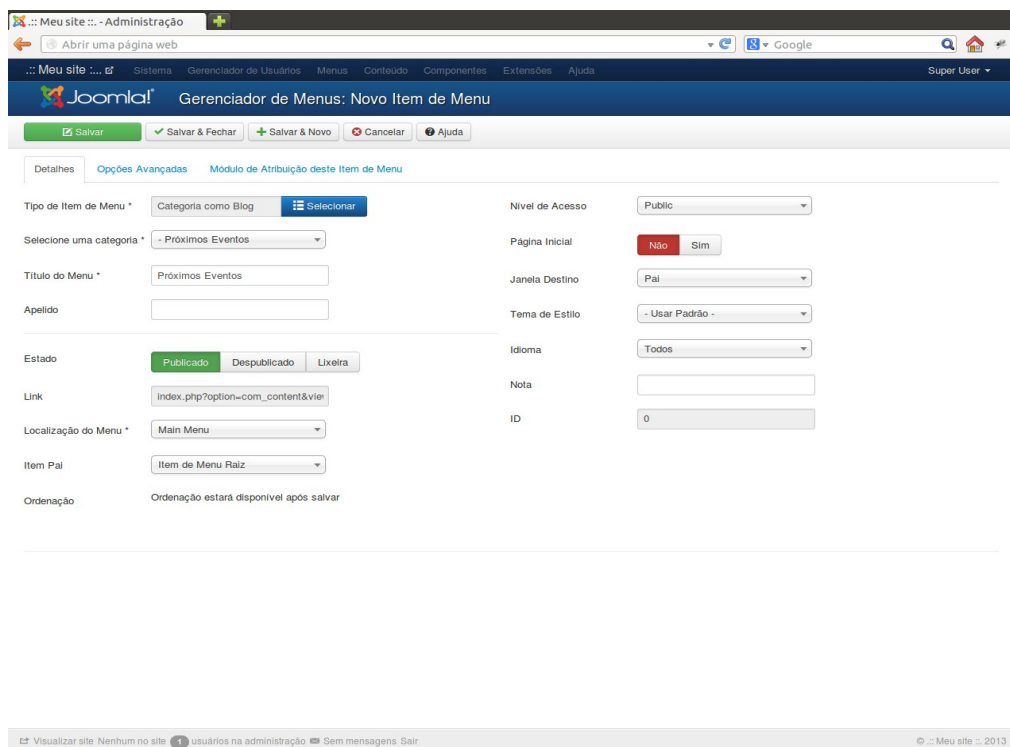 .:: Meu site ::. - Administração
Abrir uma página web
Google
.:: Meu site :... Sistema Gerenciador de Usuários Menus Conteúdo Componentes Extensões Ajuda Super User
Joomla! Gerenciador de Menus: Novo Item de Menu
Salvar Salvar & Fechar Salvar & Novo Cancelar Ajuda
Detalhes Opções Avançadas Módulo de Atribuição deste Item de Menu
Tipo de Item de Menu * Categoria como Blog Selecionar
Selecione uma categoria * - Próximos Eventos
Título do Menu * Próximos Eventos
Apelido
Estado Publicado Despublicado Lixeira
Link index.php?option=com_content&vie
Localização do Menu * Main Menu
Item Pai Item de Menu Raiz
Ordenação Ordenação estará disponível após salvar
Nível de Acesso Public
Página Inicial Não Sim
Janela Destino Pai
Tema de Estilo - Usar Padrão -
Idioma Todos
Nota
ID 0
Visualizar site Nenhum no site 1 usuários na administração Sem mensagens Sair © .:: Meu site ::. 2013